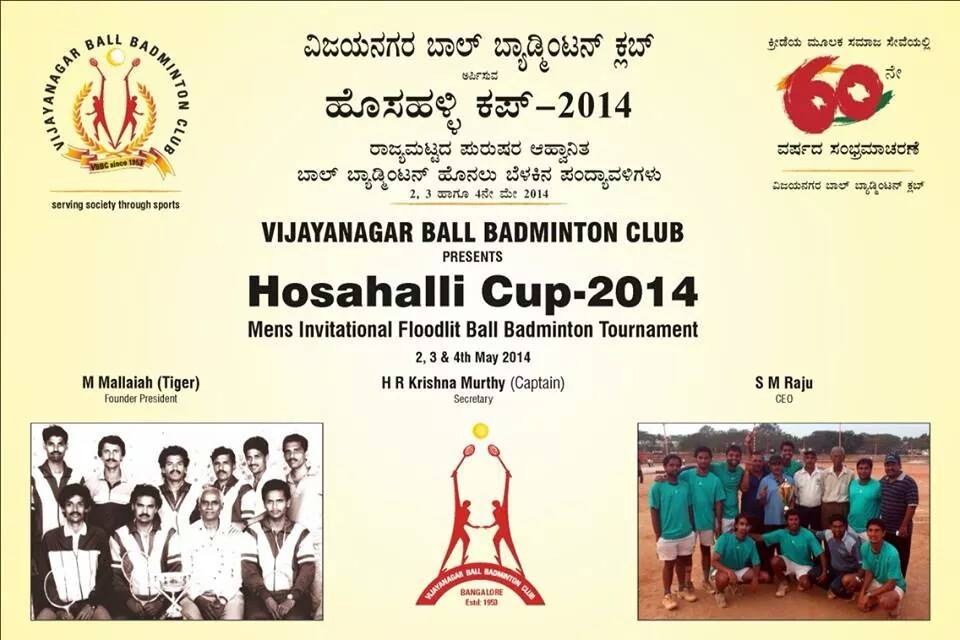 VIJAYANAGAR BALL BADMINTON CLUB
VBBC since 1953
serving society through sports
ವಿಜಯನಗರ ಬಾಲ್ ಬ್ಯಾಡ್ಮಿಂಟನ್ ಕ್ಲಬ್
ಅರ್ಪಿಸುವ
ಹೊಸಹಳ್ಳಿ ಕಪ್-2014
ರಾಜ್ಯಮಟ್ಟದ ಪುರುಷರ ಆಹ್ವಾನಿತ
ಬಾಲ್ ಬ್ಯಾಡ್ಮಿಂಟನ್ ಹೊನಲು ಬೆಳಕಿನ ಪಂದ್ಯಾವಳಿಗಳು
2, 3 ಹಾಗೂ 4ನೇ ಮೇ 2014
ಕ್ರೀಡೆಯ ಮೂಲಕ ಸಮಾಜ ಸೇವೆಯಲ್ಲಿ
60ನೇ
ವರ್ಷದ ಸಂಭ್ರಮಾಚರಣೆ
ವಿಜಯನಗರ ಬಾಲ್ ಬ್ಯಾಡ್ಮಿಂಟನ್ ಕ್ಲಬ್
VIJAYANAGAR BALL BADMINTON CLUB
PRESENTS
Hosahalli Cup-2014
Mens Invitational Floodlit Ball Badminton Tournament
2, 3 & 4th May 2014
M Mallaiah (Tiger)
Founder President
H R Krishna Murthy (Captain)
Secretary
S M Raju
CEO
VIJAYANAGAR BALL BADMINTON CLUB
BANGALORE
Estd: 1953